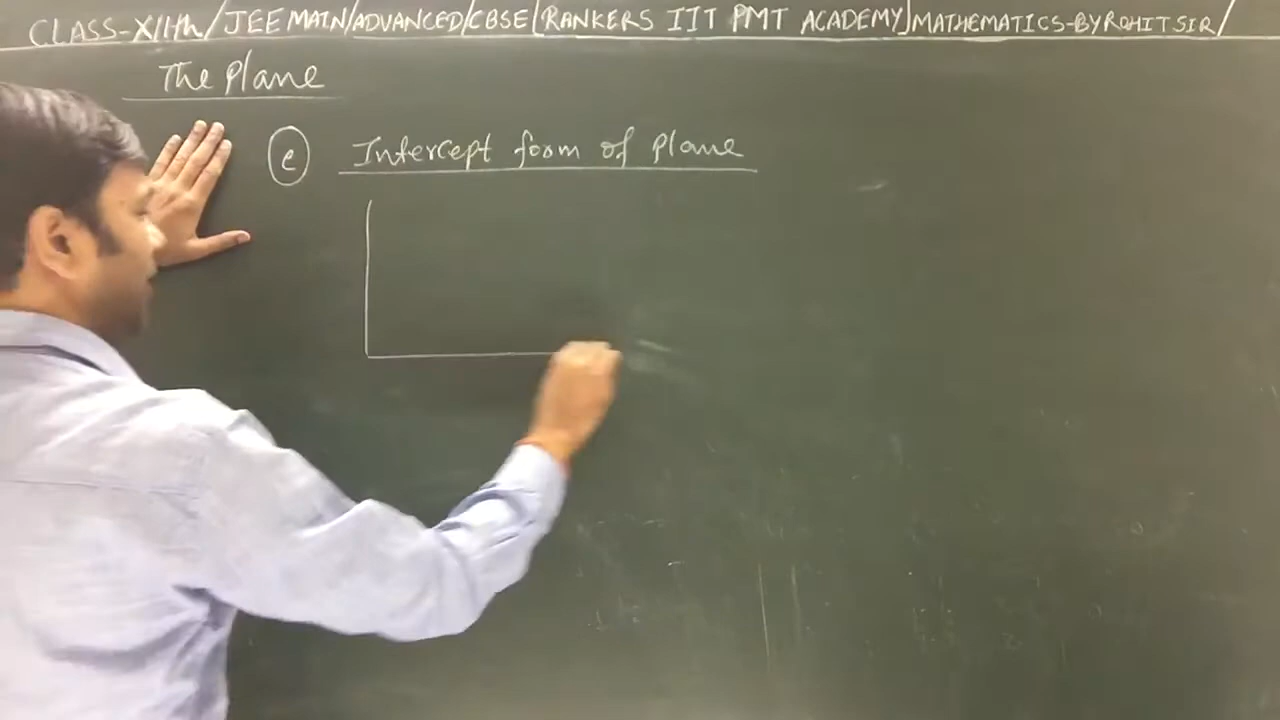 CLASS-XIIth/JEE MAIN/ADVANCED/CBSE[RANKERS IIT PMT ACADEMY]MATHEMATICS-BY ROHIT SIR/
The Plane
(e) Intercept form of plane